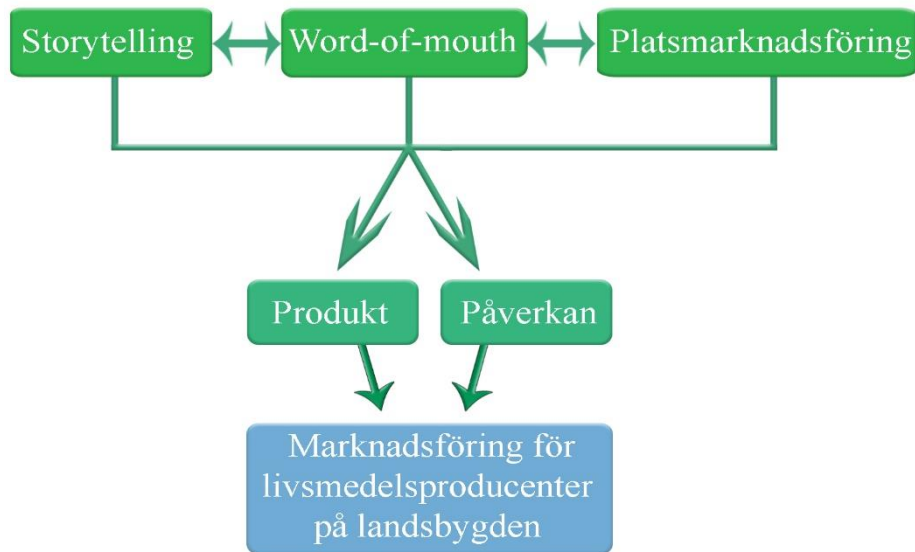 Storytelling
Word-of-mouth
Platsmarknadsföring
Produkt
Påverkan
Marknadsföring för
livsmedelsproducenter
på landsbygden